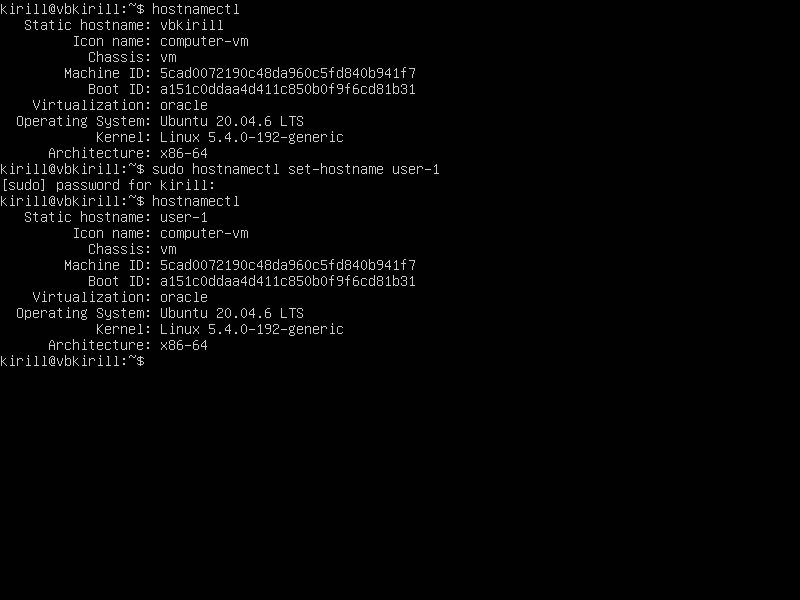 kirill@vbkirill:~$ hostnamectl
   Static hostname: vbkirill
         Icon name: computer-vm
           Chassis: vm
        Machine ID: 5cad0072190c48da960c5fd840b941f7
           Boot ID: a151c0ddaa4d411c850b0f9f6cd81b31
    Virtualization: oracle
  Operating System: Ubuntu 20.04.6 LTS
            Kernel: Linux 5.4.0-192-generic
      Architecture: x86-64
kirill@vbkirill:~$ sudo hostnamectl set-hostname user-1
[sudo] password for kirill:
kirill@vbkirill:~$ hostnamectl
   Static hostname: user-1
         Icon name: computer-vm
           Chassis: vm
        Machine ID: 5cad0072190c48da960c5fd840b941f7
           Boot ID: a151c0ddaa4d411c850b0f9f6cd81b31
    Virtualization: oracle
  Operating System: Ubuntu 20.04.6 LTS
            Kernel: Linux 5.4.0-192-generic
      Architecture: x86-64
kirill@vbkirill:~$